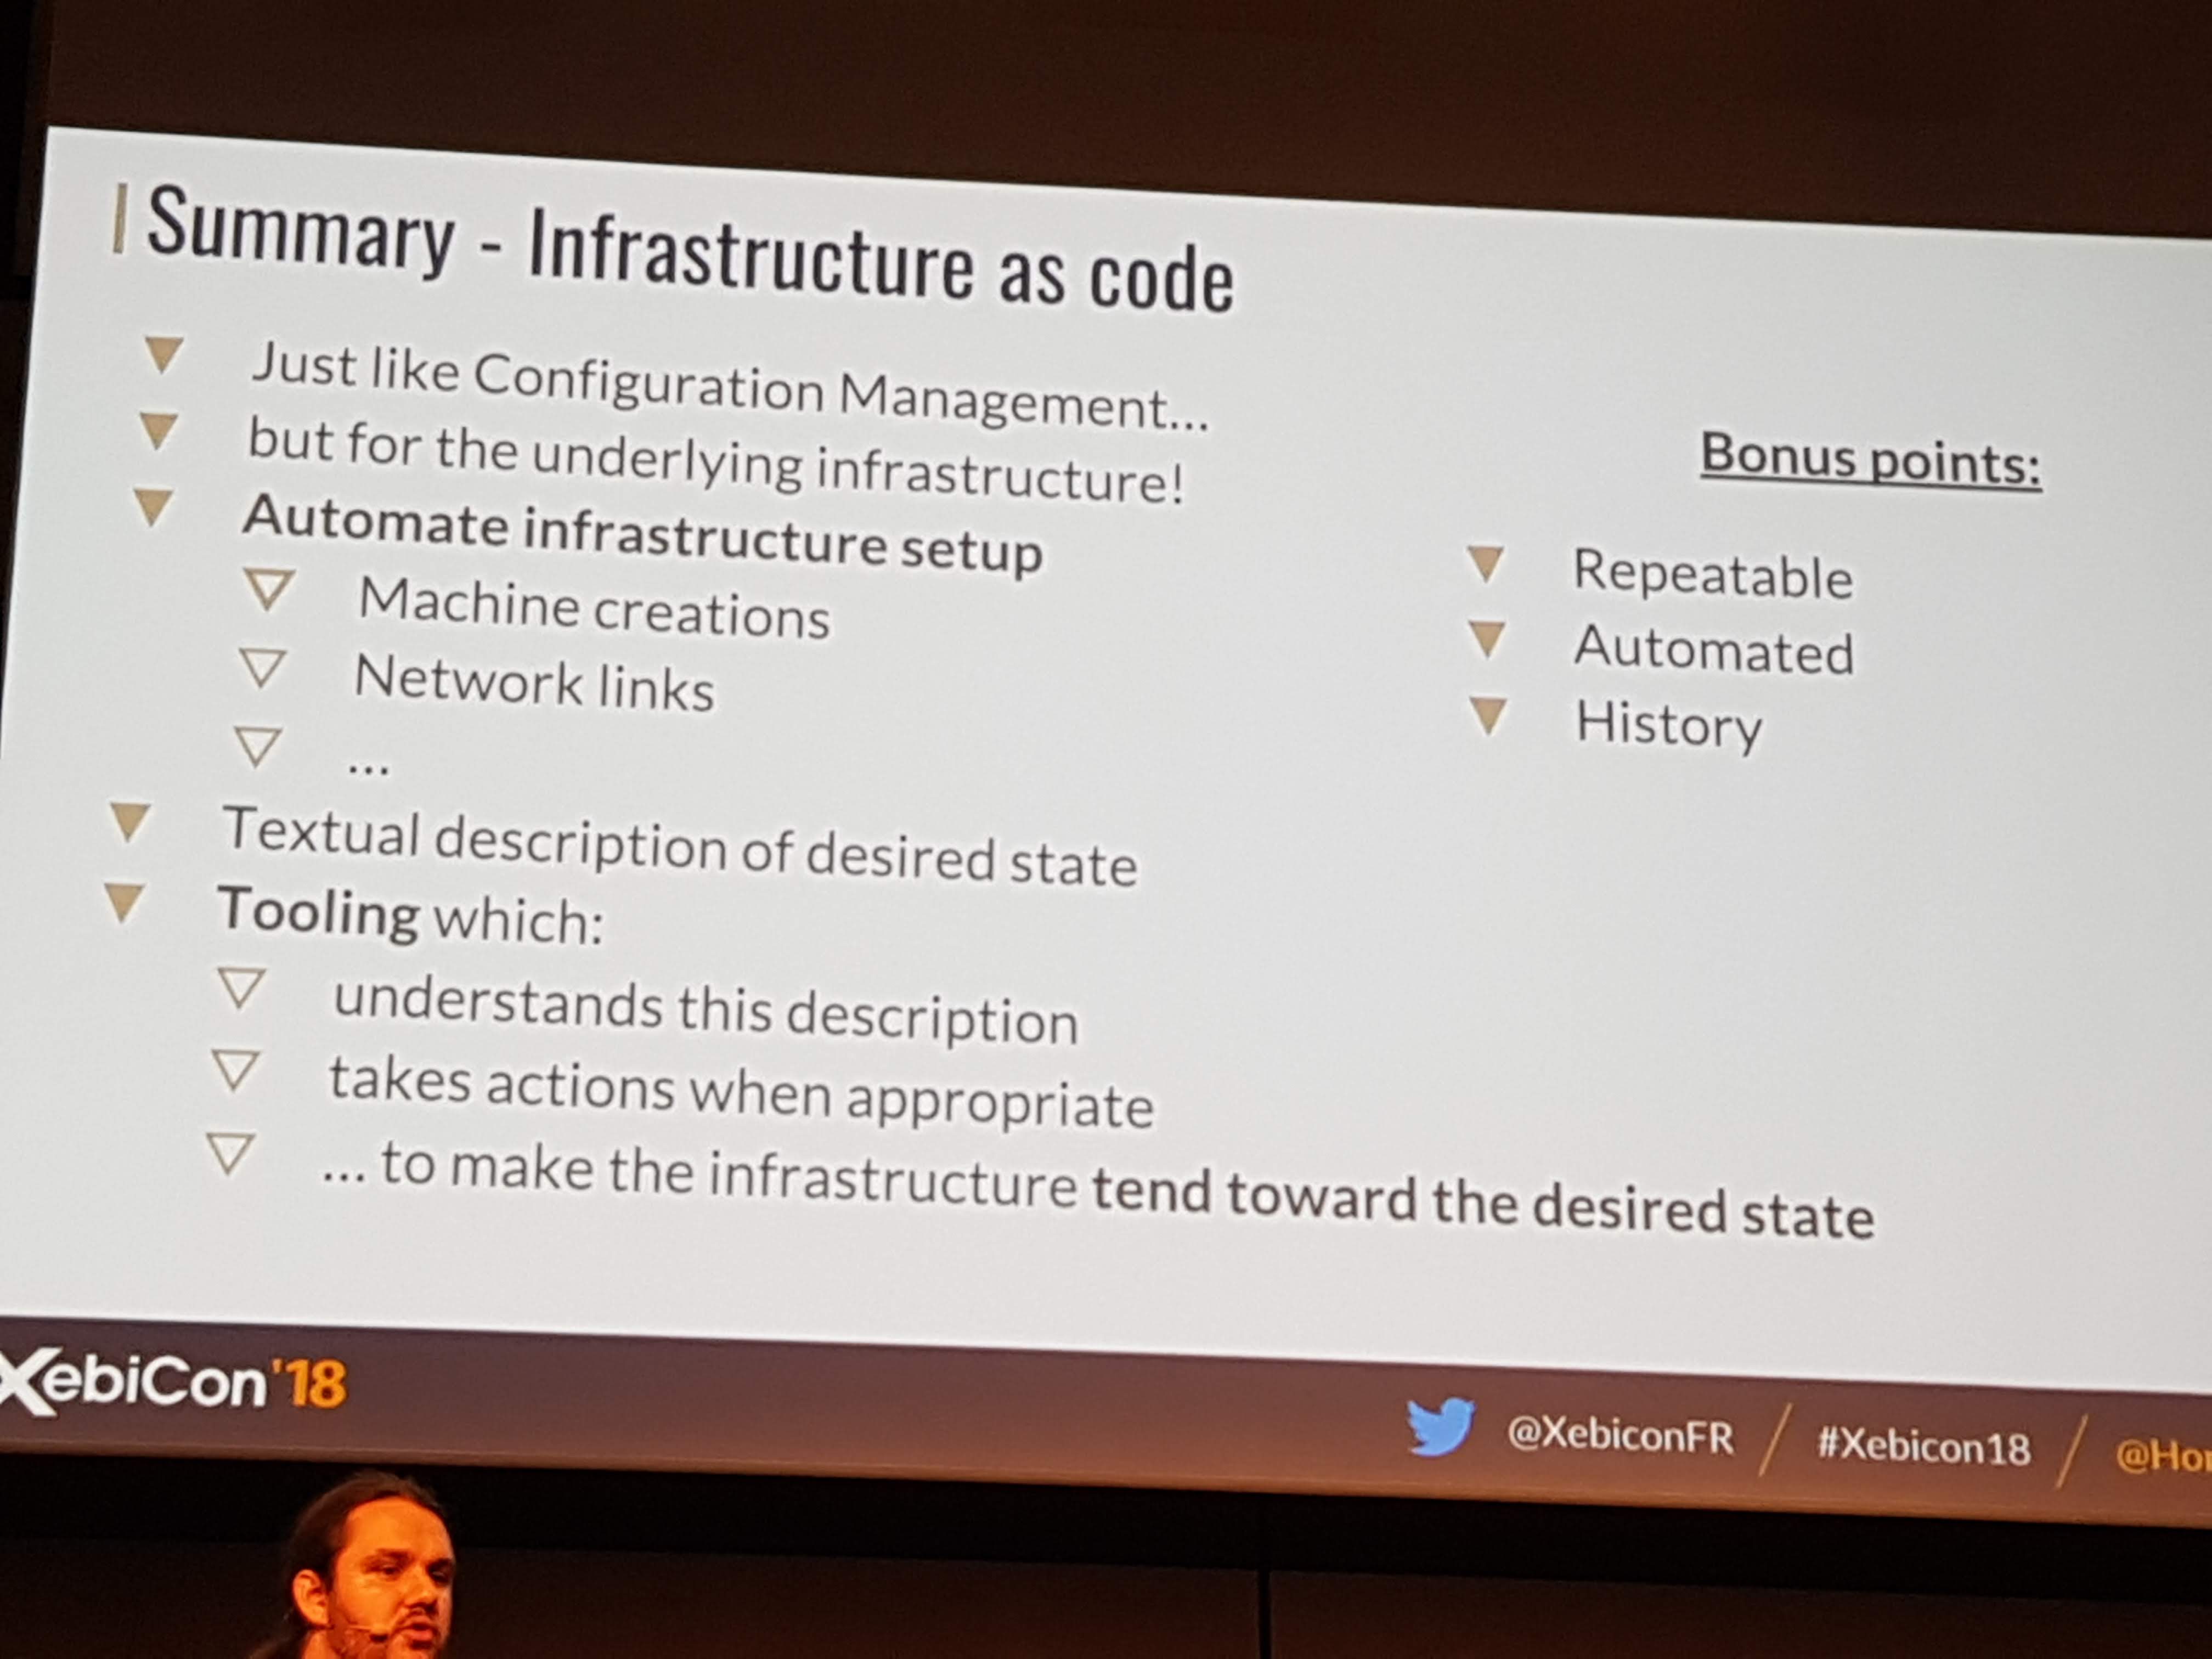 Summary - Infrastructure as code
Just like Configuration Management...
but for the underlying infrastructure!
Automate infrastructure setup
Machine creations
Network links
...
Textual description of desired state
Tooling which:
understands this description
takes actions when appropriate
... to make the infrastructure tend toward the desired state
Bonus points:
Repeatable
Automated
History
XebiCon'18
@XebiconFR / #Xebicon18 /